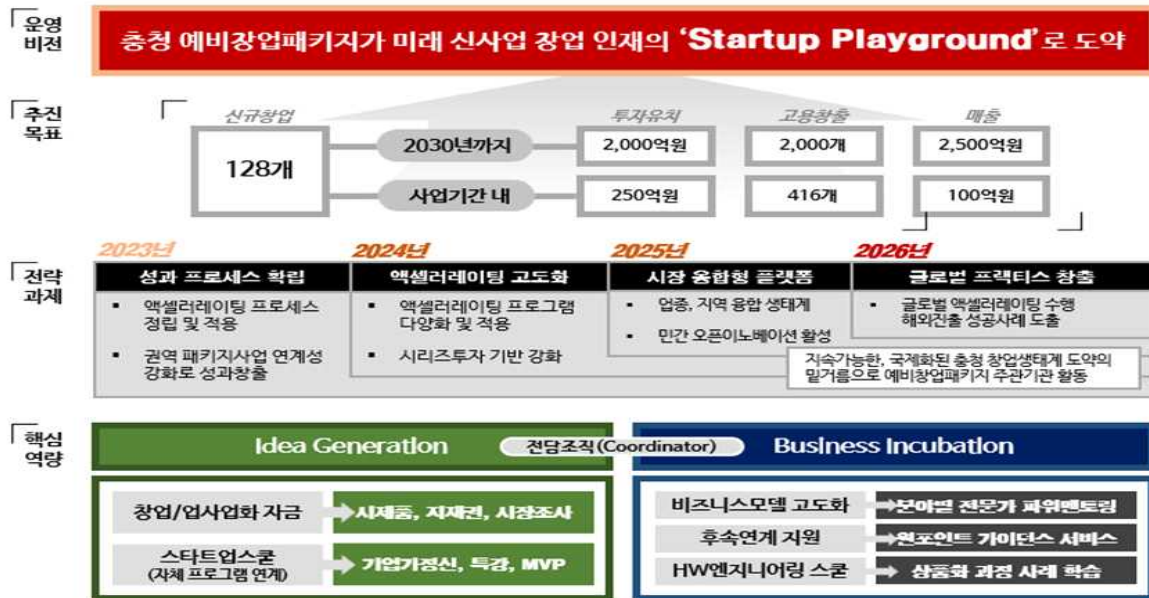 운영
비전
충청 예비창업패키지가 미래 신사업 창업 인재의 ‘Startup Playground’로 도약
추진
목표
신규창업
투자유치
고용창출
매출
128개
2030년까지
2,000억원
2,000개
2,500억원
사업기간 내
250억원
416개
100억원
전략
과제
2023년
2024년
2025년
2026년
성과 프로세스 확립
액셀러레이팅 고도화
시장 융합형 플랫폼
글로벌 프랙티스 창출
▪ 액셀러레이팅 프로세스
정립 및 적용
▪ 권역 패키지사업 연계성
강화로 성과창출
▪ 액셀러레이팅 프로그램
다양화 및 적용
▪ 시리즈투자 기반 강화
▪ 업종, 지역 융합 생태계
▪ 민간 오픈이노베이션 활성
▪ 글로벌 액셀러레이팅 수행
해외진출 성공사례 도출
지속가능한, 국제화된 충청 창업생태계 도약의
밑거름으로 예비창업패키지 주관기관 활동
핵심
역량
Idea Generation
전담조직(Coordinator)
Business Incubation
창업/업사업화 자금
시제품, 지재권, 시장조사
스타트업스쿨
(자체 프로그램 연계)
기업가정신, 특강, MVP
비즈니스모델 고도화
분야별 전문가 파워멘토링
후속연계 지원
원포인트 가이던스 서비스
HW엔지니어링 스쿨
상품화 과정 사례 학습